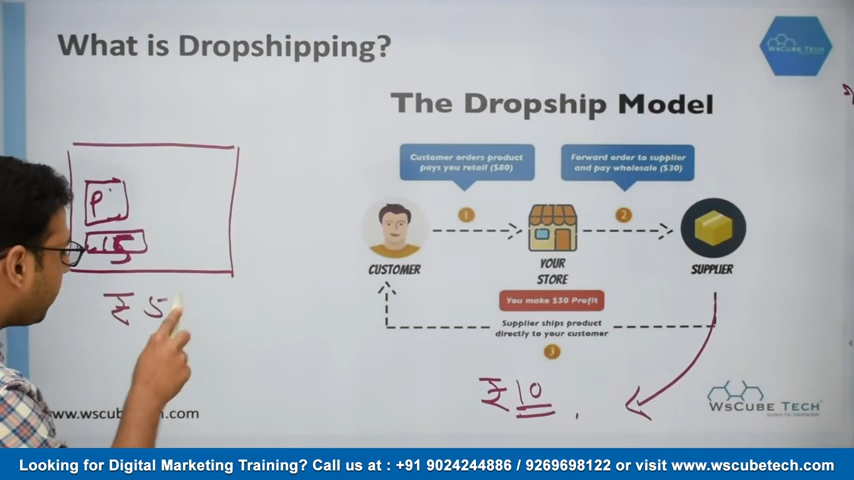 What is Dropshipping?
WsCube Tech
The Dropship Model
Customer orders product
pays you retail ($80)
Forward order to supplier
and pay wholesale ($30)
1
2
CUSTOMER
YOUR
STORE
SUPPLIER
You make $50 Profit
Supplier ships product
directly to your customer
3
P
15
₹ 5
₹ 10
www.wscubetech.com
WsCube Tech
Looking for Digital Marketing Training? Call us at : +91 9024244886 / 9269698122 or visit www.wscubetech.com